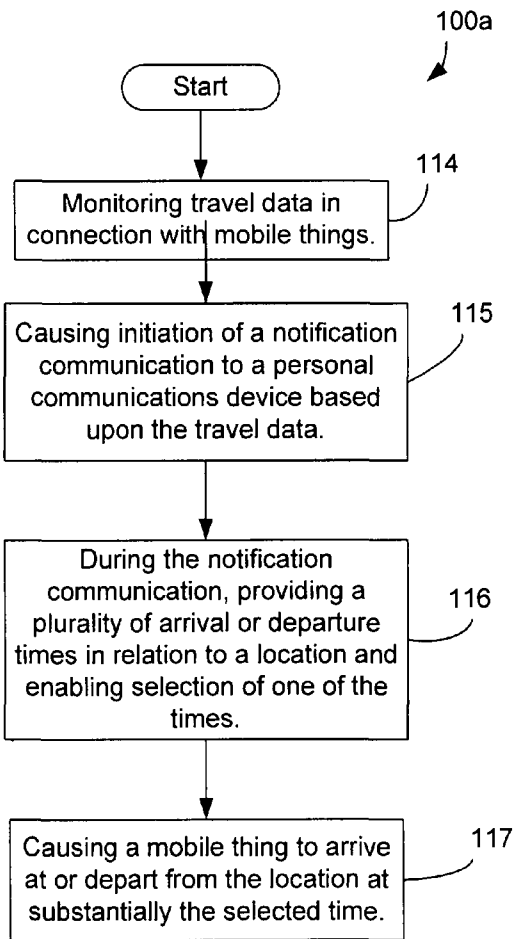 100a
Start
114
Monitoring travel data in
connection with mobile things.
115
Causing initiation of a notification
communication to a personal
communications device based
upon the travel data.
116
During the notification
communication, providing a
plurality of arrival or departure
times in relation to a location and
enabling selection of one of the
times.
117
Causing a mobile thing to arrive
at or depart from the location at
substantially the selected time.